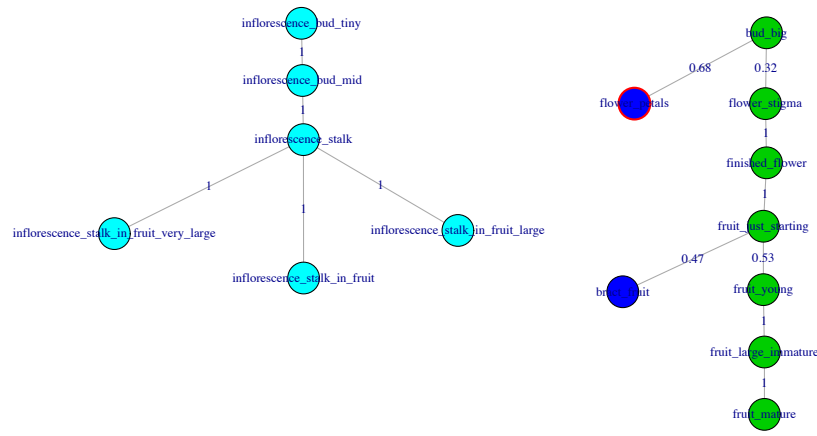 inflorescence_bud_tiny
1
inflorescence_bud_mid
1
inflorescence_stalk
1
1
1
inflorescence_stalk_in_fruit_very_large
inflorescence_stalk_in_fruit_large
inflorescence_stalk_in_fruit
bud_big
0.68
0.32
flower_petals
flower_stigma
1
finished_flower
1
fruit_just_starting
0.47
0.53
fruit_young
1
fruit_large_immature
1
fruit_mature